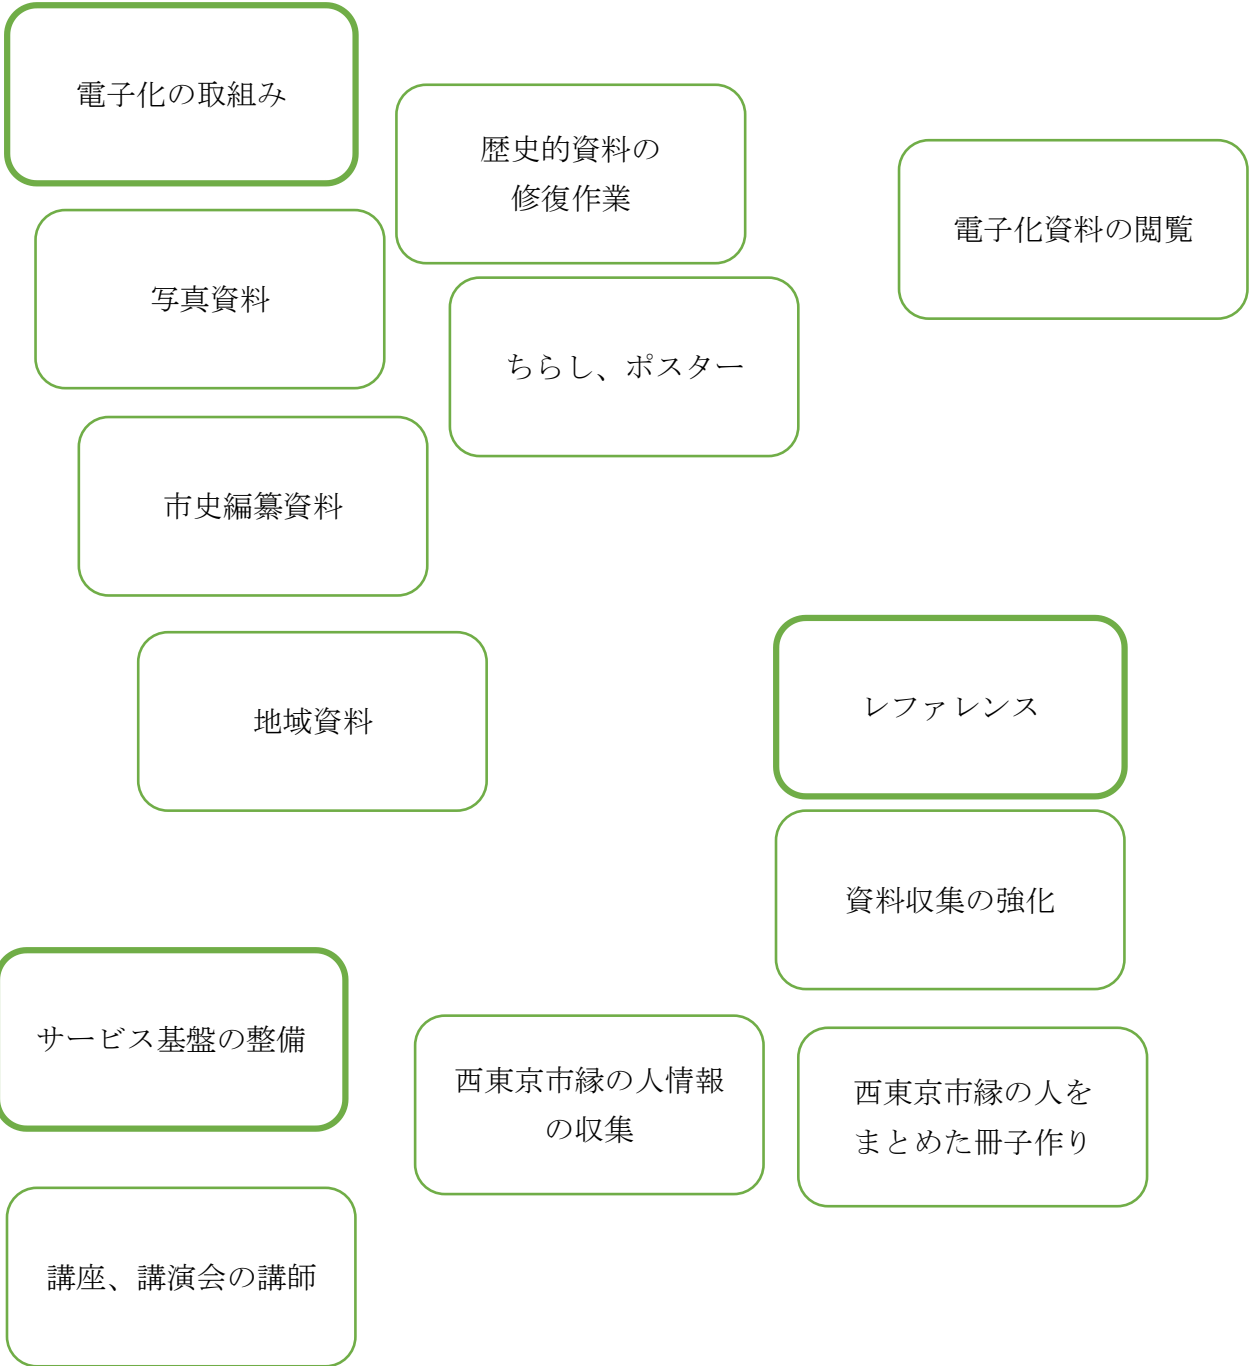 電子化の取組み
歴史的資料の
修復作業
電子化資料の閲覧
写真資料
ちらし、ポスター
市史編纂資料
地域資料
レファレンス
資料収集の強化
サービス基盤の整備
西東京市縁の人情報
の収集
西東京市縁の人を
まとめた冊子作り
講座、講演会の講師